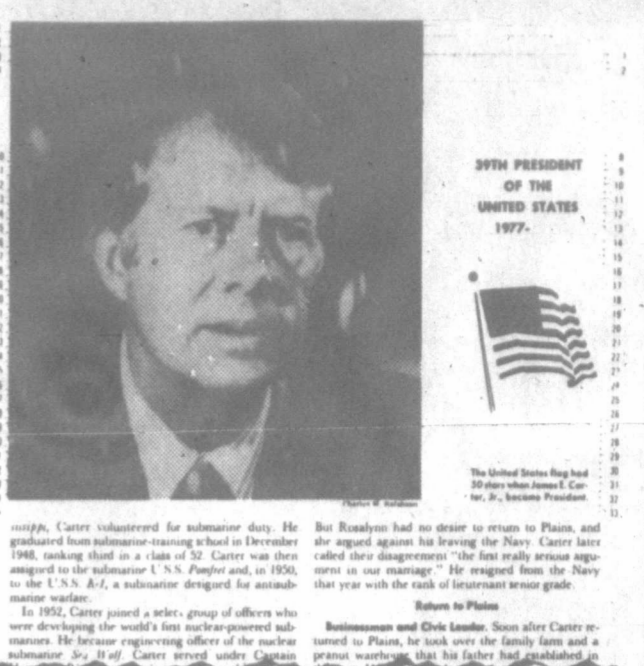 39TH PRESIDENT
OF THE
UNITED STATES
1977-
The United States flag had
50 stars when James E. Car-
ter, Jr., became President.
Carter volunteered for submarine duty. He
graduated from submarine-training school in December
1948, ranking third in a class of 52. Carter was then
assigned to the submarine U.S.S. Pomfret and, in 1950,
to the U.S.S. K-1, a submarine designed for antisub-
marine warfare.
In 1952, Carter joined a select group of officers who
were developing the world's first nuclear-powered sub-
marines. He became engineering officer of the nuclear
submarine Sea Wolf. Carter served under Captain
But Rosalynn had no desire to return to Plains, and
she argued against his leaving the Navy. Carter later
called their disagreement "the first really serious argu-
ment in our marriage." He resigned from the Navy
that year with the rank of lieutenant senior grade.
Return to Plains
Businessman and Civic Leader. Soon after Carter re-
turned to Plains, he took over the family farm and a
peanut warehouse that his father had established in